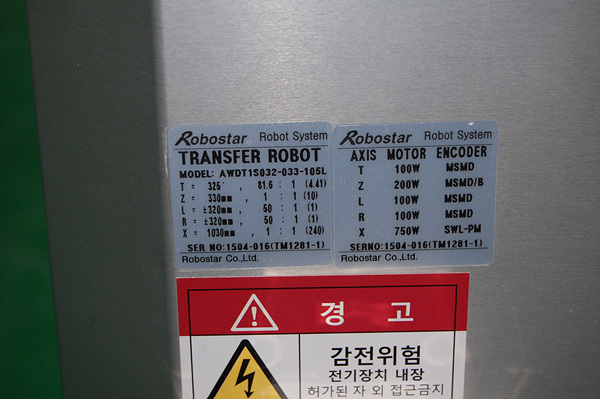 Robostar Robot System
TRANSFER ROBOT
MODEL: AWDT1S032-033-105L
T = 325˚ , 81.6 : 1 (4.41)
Z = 330mm , 1 : 1 (10)
L = ±320mm , 50 : 1 (1)
R = ±320mm , 50 : 1 (1)
X = 1030mm , 1 : 1 (240)
SER NO:1504-016(TM1281-1)
Robostar Co.,Ltd.
Robostar Robot System
AXIS MOTOR ENCODER
T 100W MSMD
Z 200W MSMD/B
L 100W MSMD
R 100W MSMD
X 750W SWL-PM
SERNO:1504-016(TM1281-1)
Robostar Co.,Ltd.
경 고
감전위험
전기장치 내장
허가된 자 외 접근금지